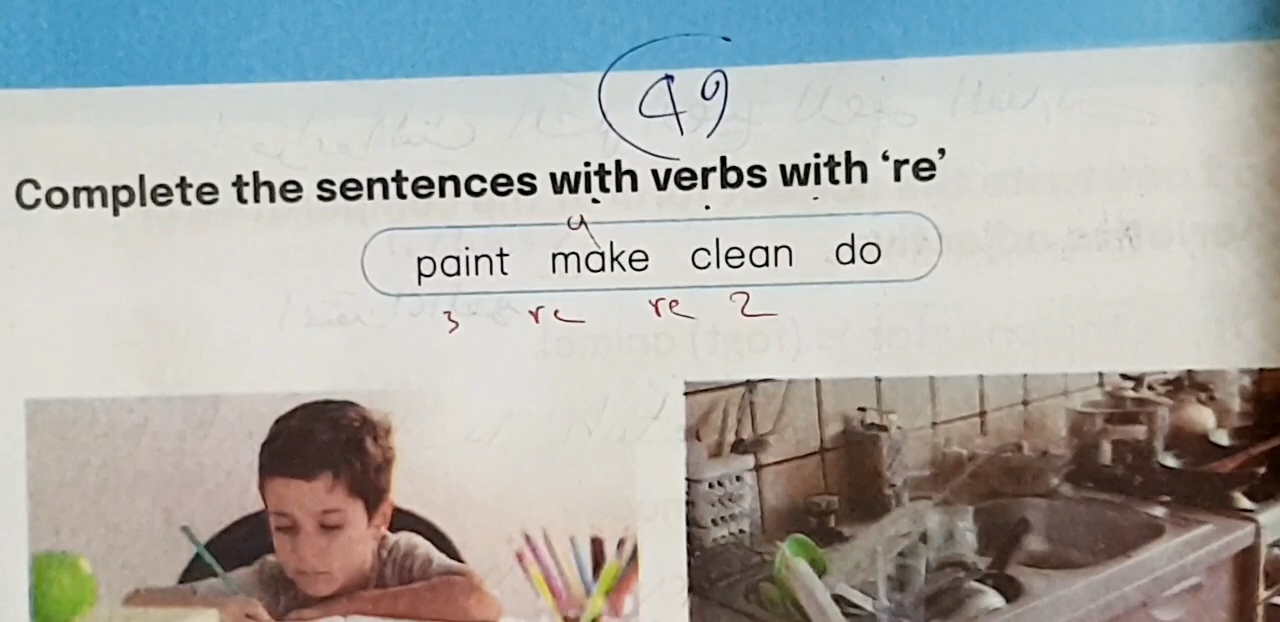 49
Complete the sentences with verbs with 're'
y
paint make clean do
3 re re 2